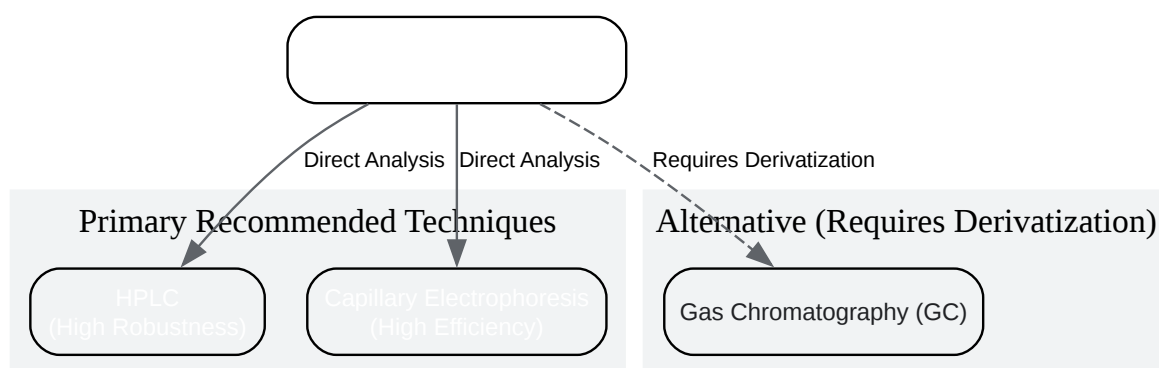 Direct Analysis
Direct Analysis
Requires Derivatization
Primary Recommended Techniques
Alternative (Requires Derivatization)
HPLC
(High Robustness)
Capillary Electrophoresis
(High Efficiency)
Gas Chromatography (GC)